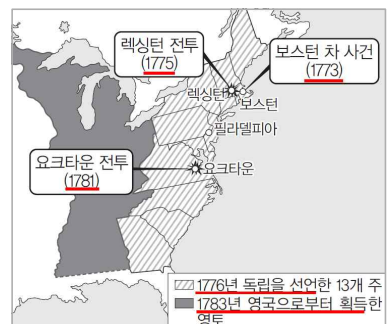 렉싱턴 전투
(1775)
보스턴 차 사건
(1773)
렉싱턴
보스턴
필라델피아
요크타운 전투
(1781)
요크타운
1776년 독립을 선언한 13개 주
1783년 영국으로부터 획득한
영토